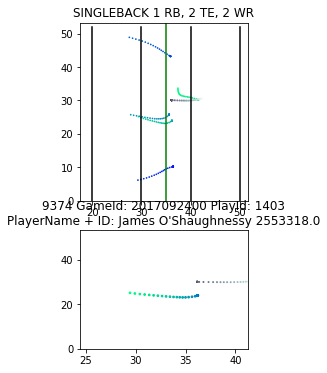 SINGLEBACK 1 RB, 2 TE, 2 WR
50
40
30
20
10
0
20 30 40 50
9374 GameId: 2017092400 PlayId: 1403
PlayerName + ID: James O'Shaughnessy 2553318.0
40
20
0
25 30 35 40